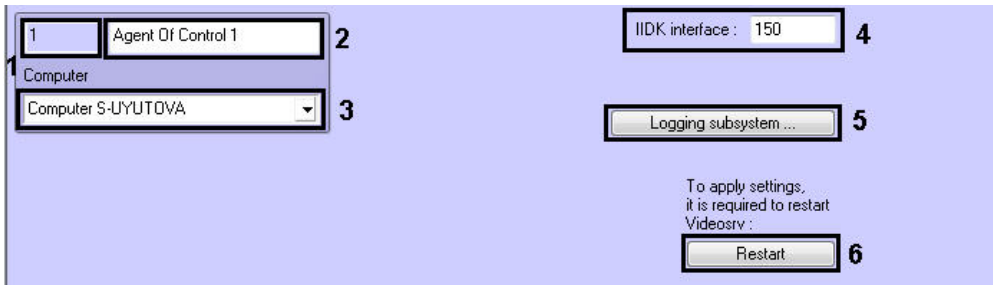 1 Agent Of Control 1 2
1
Computer
Computer S-UYUTOVA 3
IIDK interface : 150 4
Logging subsystem ... 5
To apply settings,
it is required to restart
Videosrv :
Restart 6